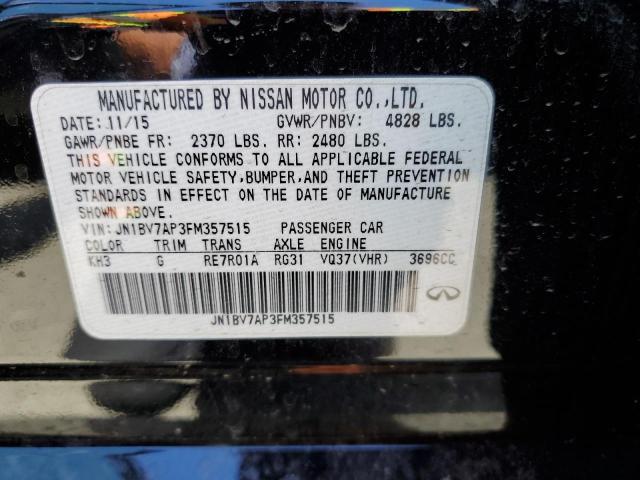 MANUFACTURED BY NISSAN MOTOR CO.,LTD.
DATE: 11/15 GVWR/PNBV: 4828 LBS.
GAWR/PNBE FR: 2370 LBS. RR: 2480 LBS.
THIS VEHICLE CONFORMS TO ALL APPLICABLE FEDERAL
MOTOR VEHICLE SAFETY,BUMPER,AND THEFT PREVENTION
STANDARDS IN EFFECT ON THE DATE OF MANUFACTURE
SHOWN ABOVE.
VIN: JN1BV7AP3FM357515 PASSENGER CAR
COLOR TRIM TRANS AXLE ENGINE
KH3 G RE7R01A RG31 VQ37(VHR) 3696CC
JN1BV7AP3FM357515